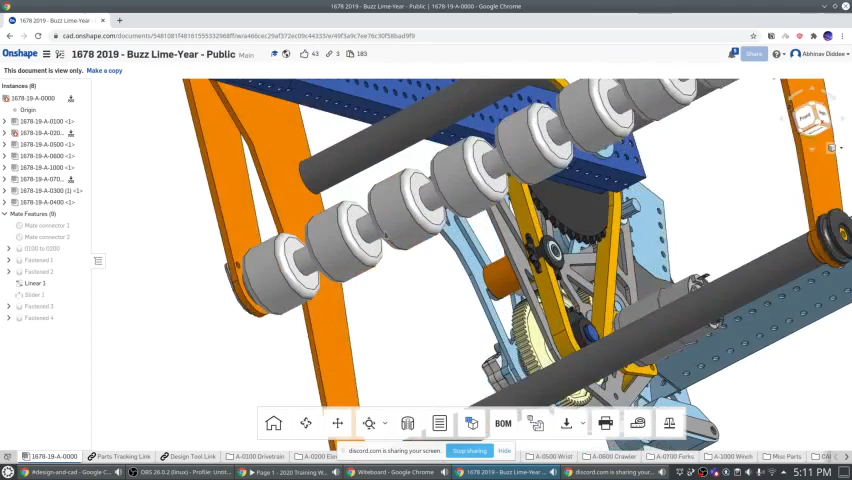 1678 2019 - Buzz Lime-Year - Public | 1678-19-A-0000 - Google Chrome
1678 2019 - Buzz Lime-Year
cad.onshape.com/documents/5481081f48161555332968ff/w/a466cec29af372ec09c44333/e/49f3a9c7ee76c30f58bad9f9
Onshape
1678 2019 - Buzz Lime-Year - Public
Main
43
3
183
Share
Abhinav Diddee
This document is view only. Make a copy
Instances (8)
1678-19-A-0000
Origin
1678-19-A-0100 <1>
1678-19-A-020...
1678-19-A-0500 <1>
1678-19-A-0600 <1>
1678-19-A-1000 <1>
1678-19-A-070...
1678-19-A-0300 (1) <1>
1678-19-A-0400 <1>
Mate Features (9)
Mate connector 1
Mate connector 2
0100 to 0200
Fastened 1
Fastened 2
Linear 1
Slider 1
Fastened 3
Fastened 4
Front
BOM
discord.com is sharing your screen.
Stop sharing
Hide
1678-19-A-0000
Parts Tracking Link
Design Tool Link
A-0100 Drivetrain
A-0200 Ele
A-0500 Wrist
A-0600 Crawler
A-0700 Forks
A-1000 Winch
Misc Parts
#design-and-cad - Google C...
OBS 26.0.2 (linux) - Profile: Untit...
Page 1 - 2020 Training W...
Witeboard - Google Chrome
1678 2019 - Buzz Lime-Year...
discord.com is sharing your...
5:11 PM